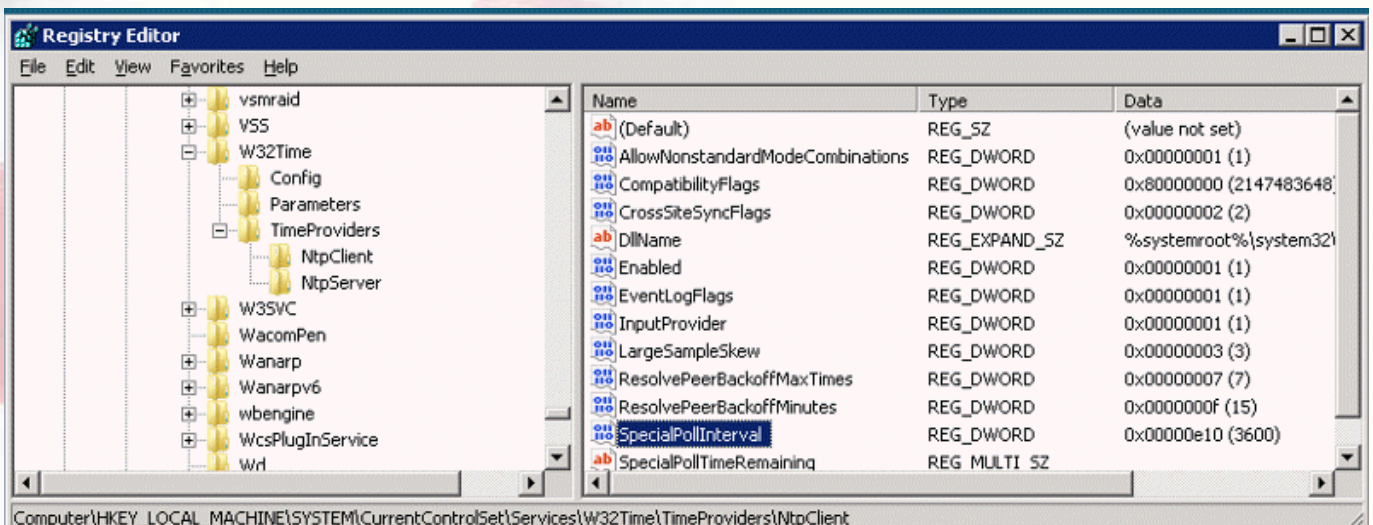 Registry Editor
File Edit View Favorites Help
vsmraid
VSS
W32Time
Config
Parameters
TimeProviders
NtpClient
NtpServer
W3SVC
WacomPen
Wanarp
Wanarpv6
wbengine
WcsPlugInService
Wd
Name Type Data
ab (Default) REG_SZ (value not set)
AllowNonstandardModeCombinations REG_DWORD 0x00000001 (1)
CompatibilityFlags REG_DWORD 0x80000000 (2147483648)
CrossSiteSyncFlags REG_DWORD 0x00000002 (2)
ab DllName REG_EXPAND_SZ %systemroot%\system32\
Enabled REG_DWORD 0x00000001 (1)
EventLogFlags REG_DWORD 0x00000001 (1)
InputProvider REG_DWORD 0x00000001 (1)
LargeSampleSkew REG_DWORD 0x00000003 (3)
ResolvePeerBackoffMaxTimes REG_DWORD 0x00000007 (7)
ResolvePeerBackoffMinutes REG_DWORD 0x0000000f (15)
SpecialPollInterval REG_DWORD 0x00000e10 (3600)
ab SpecialPollTimeRemaining REG_MULTI_SZ
Computer\HKEY_LOCAL_MACHINE\SYSTEM\CurrentControlSet\Services\W32Time\TimeProviders\NtpClient